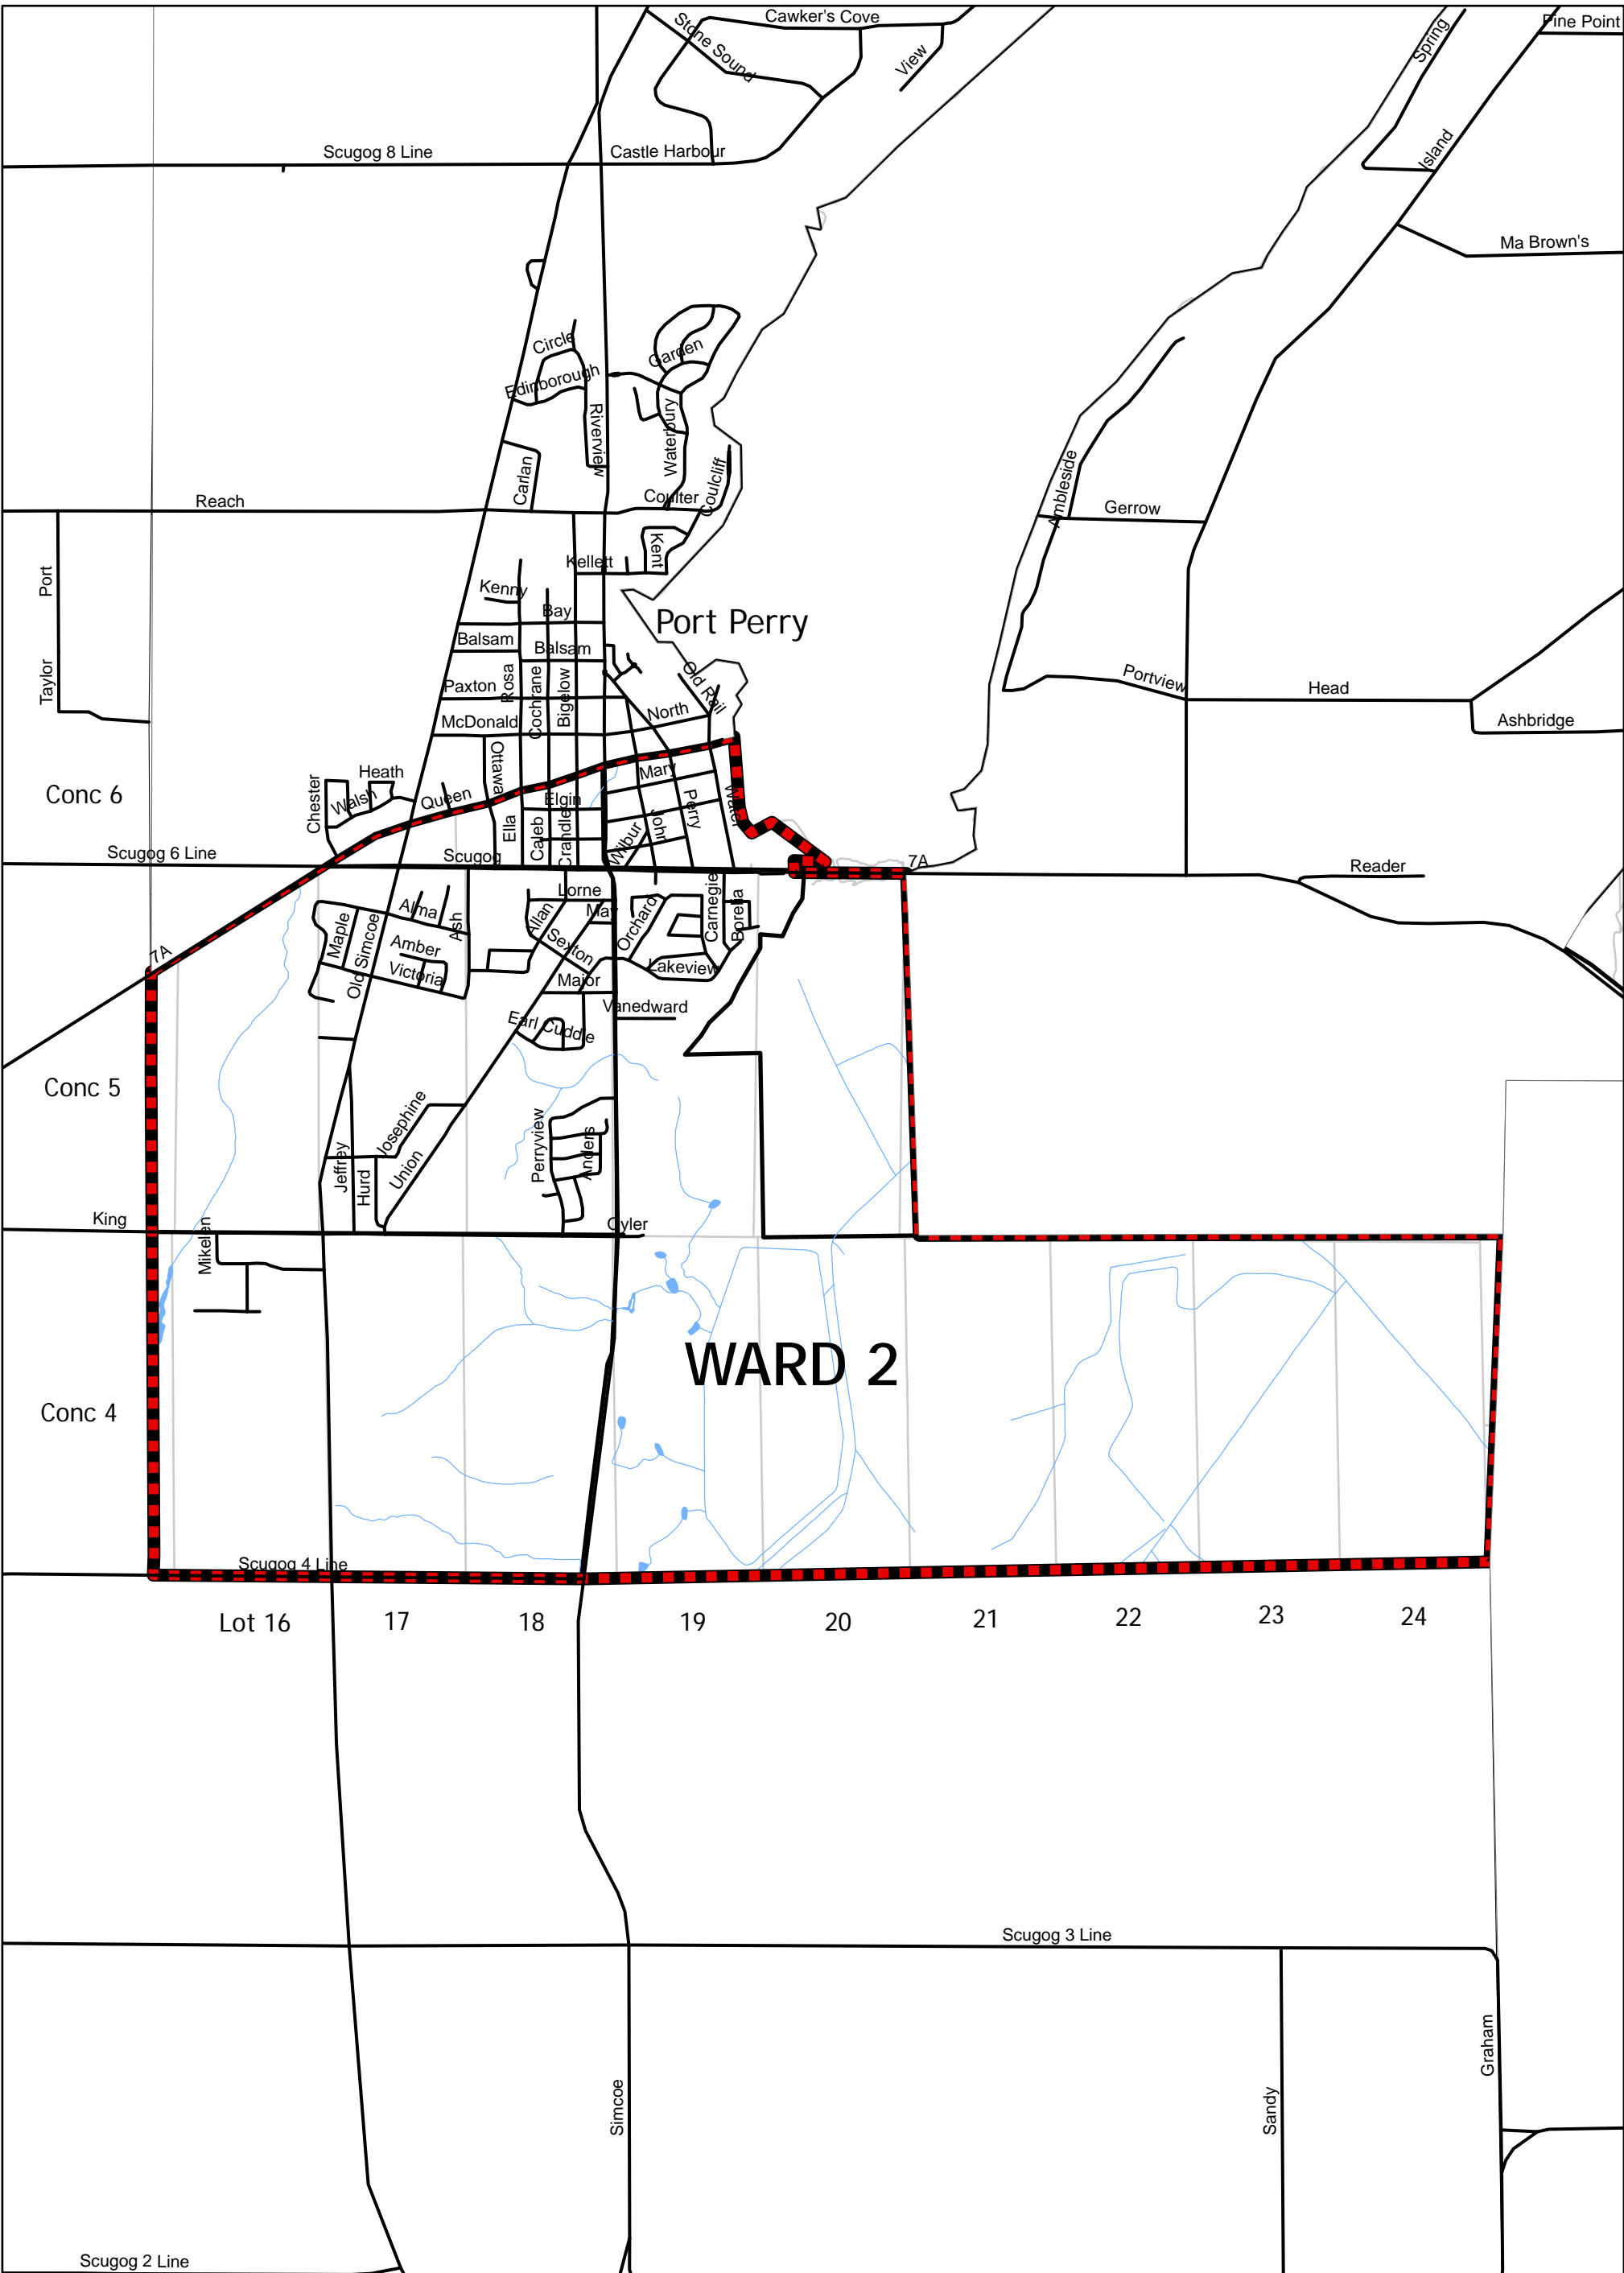 Cawker's Cove
Pine Point
Stone Sound
Spring
View
Island
Scugog 8 Line
Castle Harbour
Ma Brown's
Circle
Garden
Edinborough
Riverview
Waterbury
Carlan
Coulcliff
Ambleside
Reach
Coulter
Gerrow
Kent
Kellett
Port
Kenny
Bay
Port Perry
Balsam
Balsam
Taylor
Rosa
Old Rail
Portview
Paxton
Cochrane
Bigelow
Head
North
McDonald
Ashbridge
Ottawa
Heath
Mary
Conc 6
Chester
Walsh
Queen
Elgin
Perry
Water
Ella
Caleb
Crandle
Wilbur
John
Scugog 6 Line
Scugog
7A
Reader
Lorne
Alma
Ash
Allan
May
Orchard
Carnegie
Borelia
Maple
Old Simcoe
Amber
Sexton
7A
Victoria
Lakeview
Major
Vanedward
Earl Cuddle
Conc 5
Josephine
Perryview
Anders
Jeffrey
Hurd
Union
King
Oyler
Mikelen
WARD 2
Conc 4
Scugog 4 Line
Lot 16
17
18
19
20
21
22
23
24
Scugog 3 Line
Graham
Simcoe
Sandy
Scugog 2 Line